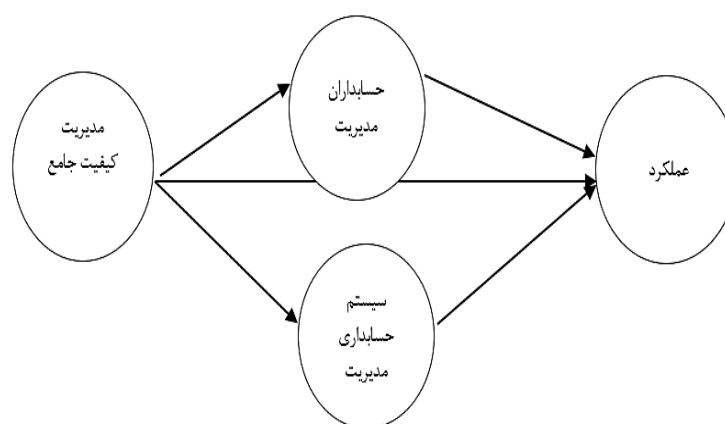 حسابداران
مدیریت
مدیریت
کیفیت جامع
عملکرد
سیستم
حسابداری
مدیریت